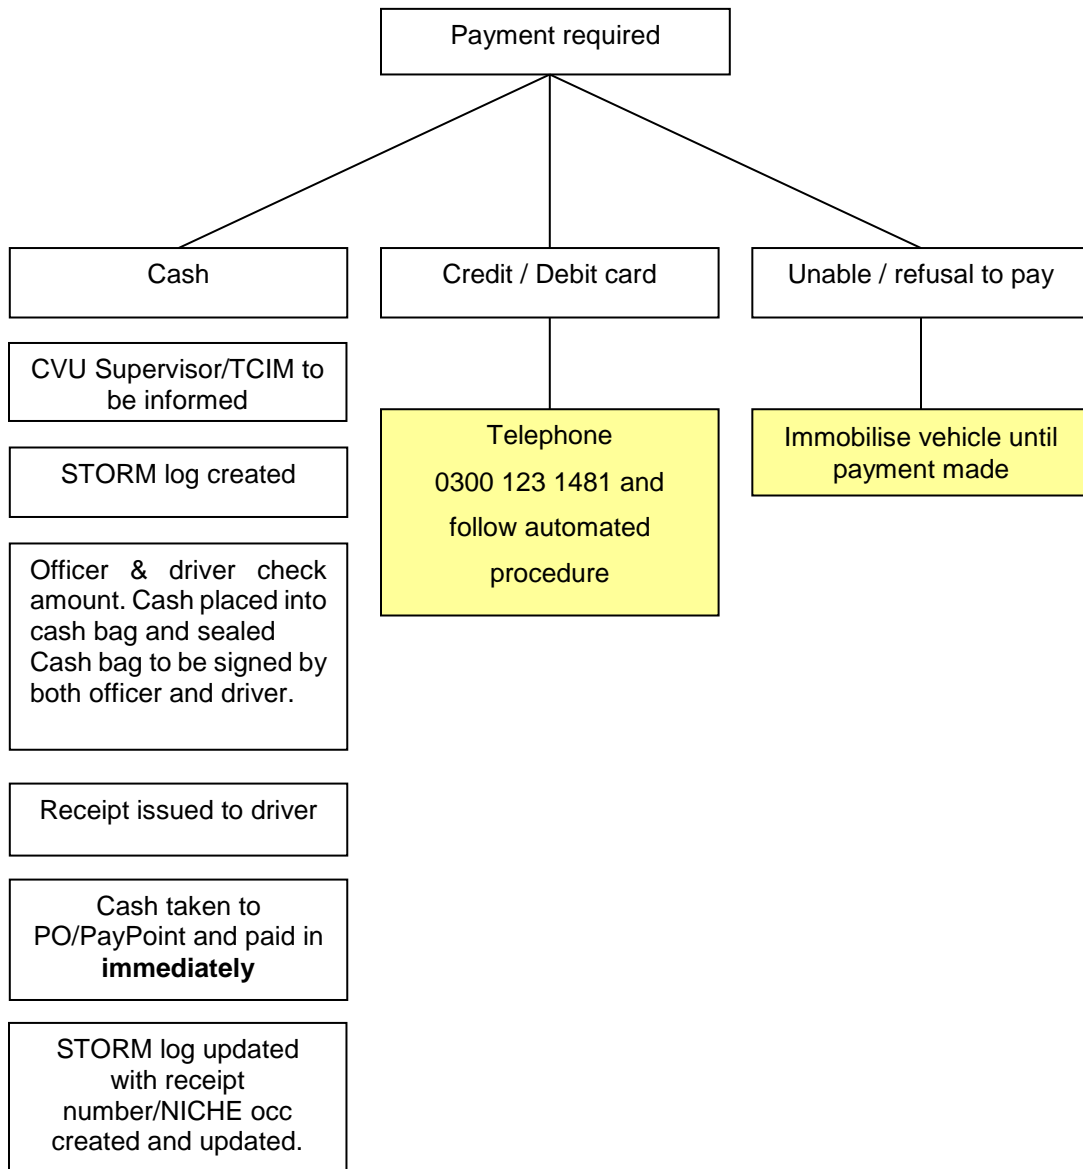 Payment required
Cash
Credit / Debit card
Unable / refusal to pay
CVU Supervisor/TCIM to
be informed
STORM log created
Officer & driver check
amount. Cash placed into
cash bag and sealed
Cash bag to be signed by
both officer and driver.
Receipt issued to driver
Cash taken to
PO/PayPoint and paid in
immediately
STORM log updated
with receipt
number/NICHE occ
created and updated.
Telephone
0300 123 1481 and
follow automated
procedure
Immobilise vehicle until
payment made